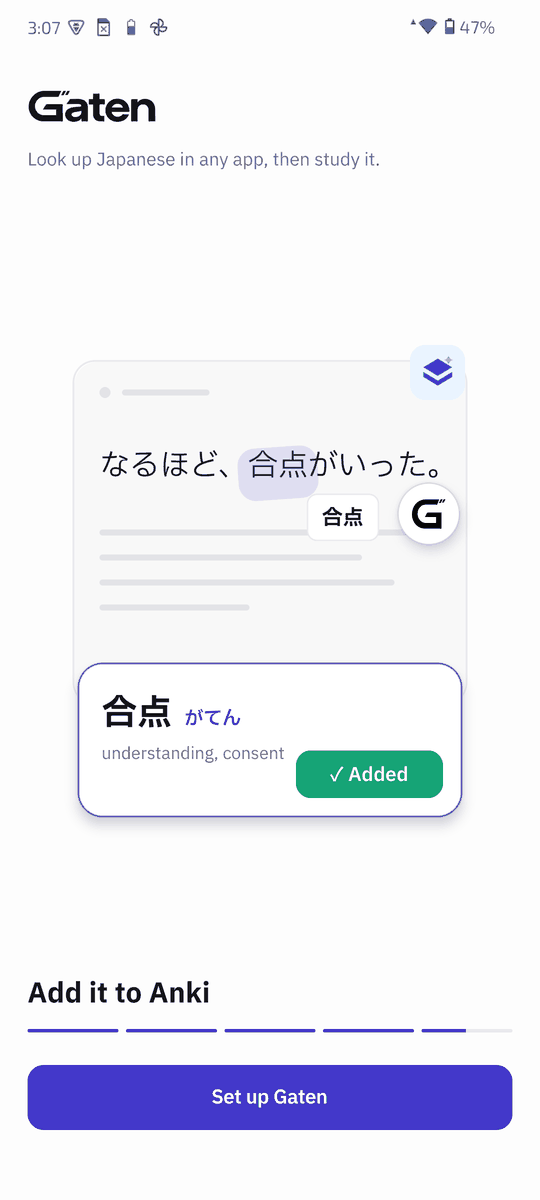 3:07
47%
Gaten
Look up Japanese in any app, then study it.
なるほど、合点がいった。
合点
G
合点 がてん
understanding, consent
✓ Added
Add it to Anki
Set up Gaten